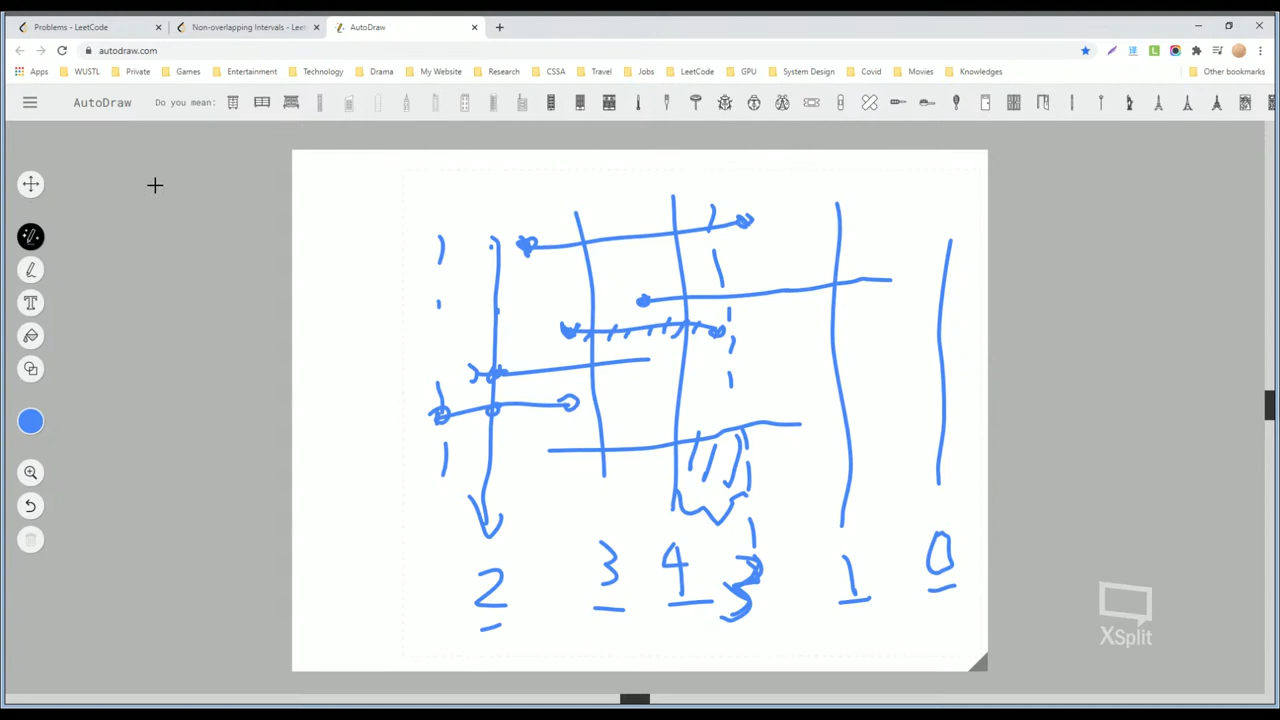 Problems - LeetCode
Non-overlapping Intervals - Leet
AutoDraw
autodraw.com
Apps WUSTL Private Games Entertainment Technology Drama My Website Research CSSA Travel Jobs LeetCode GPU System Design Covid Movies Knowledges Other bookmarks
AutoDraw Do you mean:
2 3 4 3 1 0
XSplit